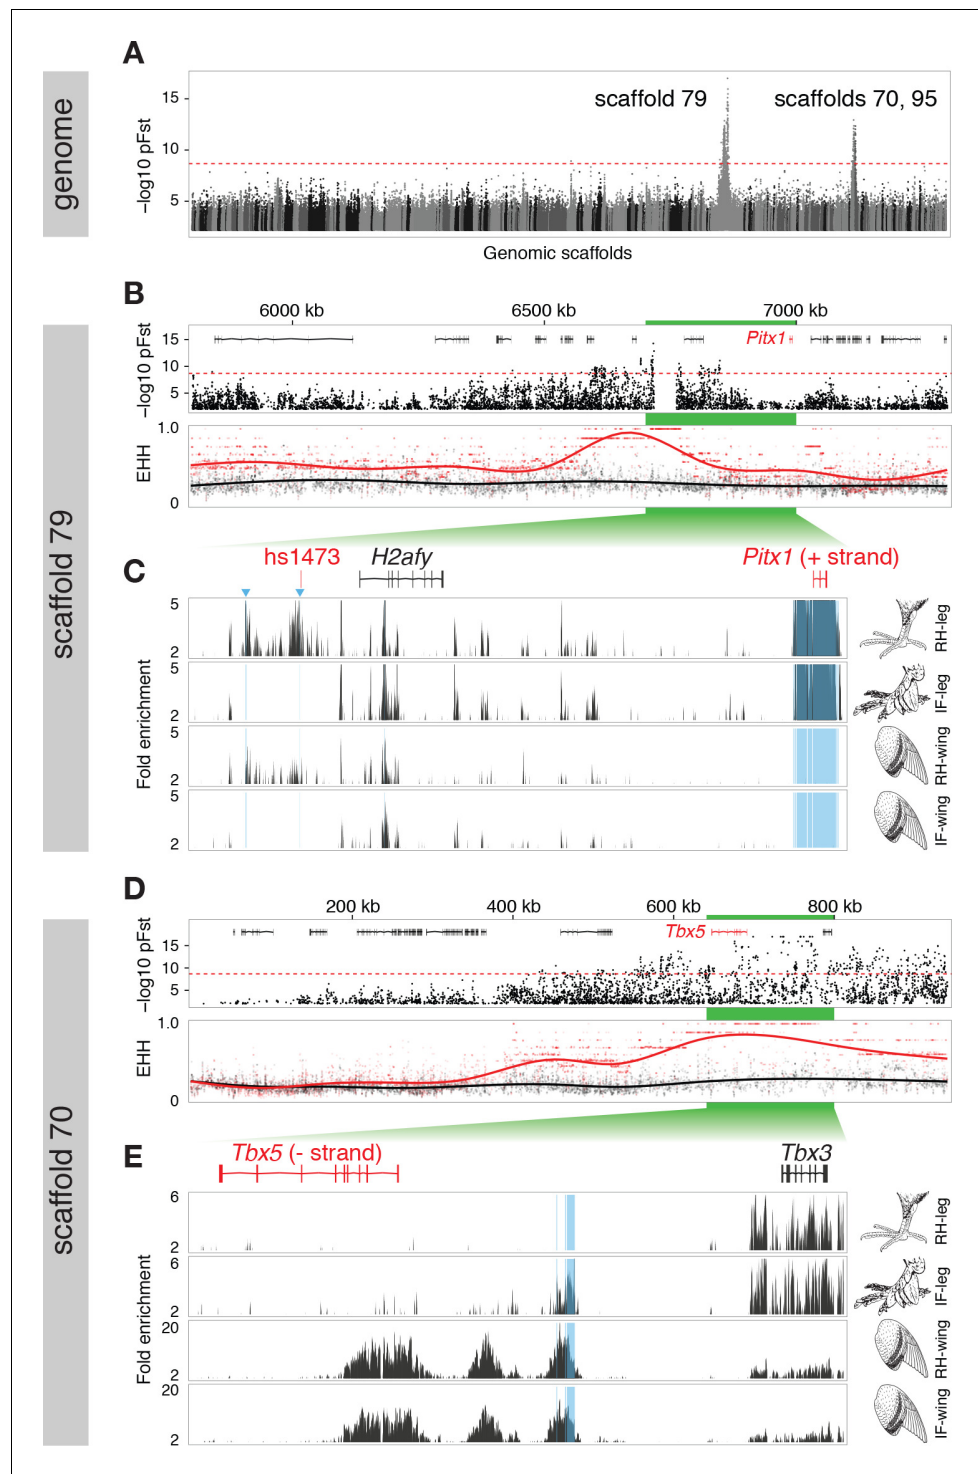 A
genome
scaffold 79
scaffolds 70, 95
−log10 pFst
15
10
5
Genomic scaffolds
B
6000 kb
6500 kb
7000 kb
scaffold 79
−log10 pFst
15
10
5
Pitx1
EHH
1.0
0
C
hs1473
H2afy
Pitx1 (+ strand)
Fold enrichment
5
2
RH-leg
5
2
IF-leg
5
2
RH-wing
5
2
IF-wing
D
200 kb
400 kb
600 kb
800 kb
scaffold 70
−log10 pFst
15
10
5
Tbx5
EHH
1.0
0
E
Tbx5 (- strand)
Tbx3
Fold enrichment
6
2
RH-leg
6
2
IF-leg
20
2
RH-wing
20
2
IF-wing